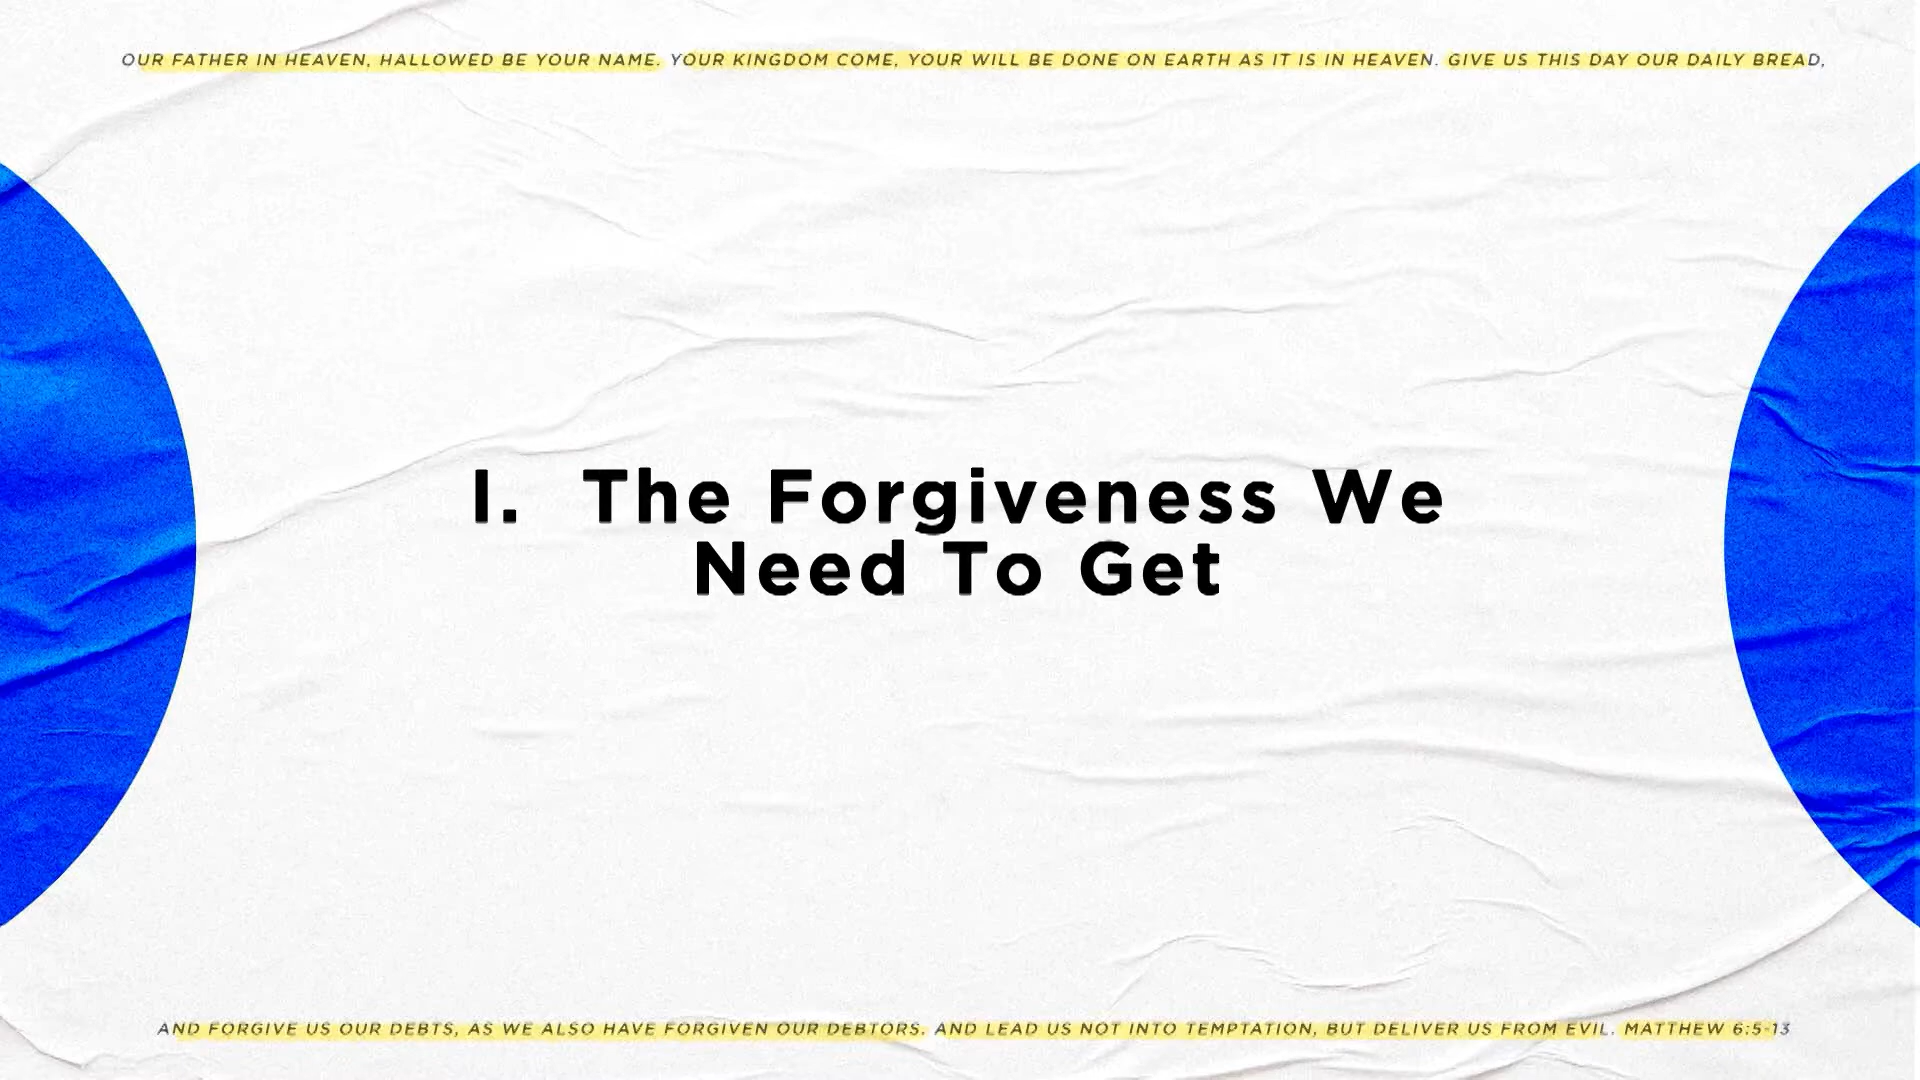 OUR FATHER IN HEAVEN, HALLOWED BE YOUR NAME. YOUR KINGDOM COME, YOUR WILL BE DONE ON EARTH AS IT IS IN HEAVEN. GIVE US THIS DAY OUR DAILY BREAD,
I. The Forgiveness We
Need To Get
AND FORGIVE US OUR DEBTS, AS WE ALSO HAVE FORGIVEN OUR DEBTORS. AND LEAD US NOT INTO TEMPTATION, BUT DELIVER US FROM EVIL. MATTHEW 6:5-13